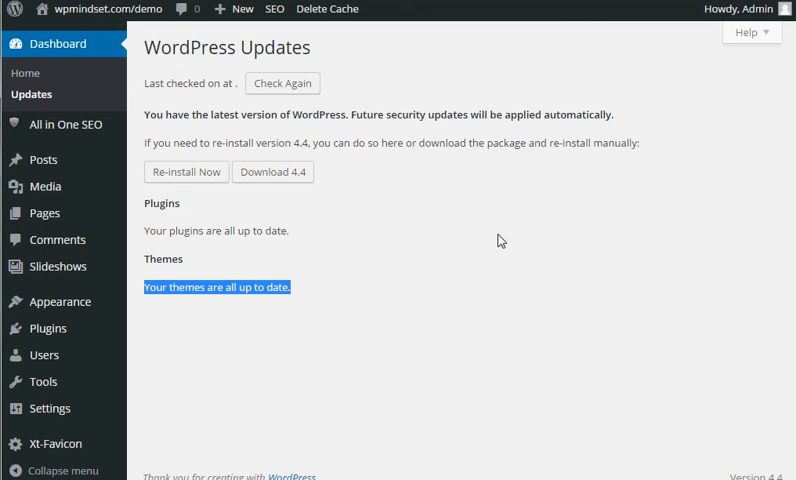 wpmindset.com/demo 0 + New SEO Delete Cache Howdy, Admin
Help
Dashboard
Home
Updates
All in One SEO
Posts
Media
Pages
Comments
Slideshows
Appearance
Plugins
Users
Tools
Settings
Xt-Favicon
Collapse menu
WordPress Updates
Last checked on at . Check Again
You have the latest version of WordPress. Future security updates will be applied automatically.
If you need to re-install version 4.4, you can do so here or download the package and re-install manually:
Re-install Now Download 4.4
Plugins
Your plugins are all up to date.
Themes
Your themes are all up to date.
Thank you for creating with WordPress. Version 4.4